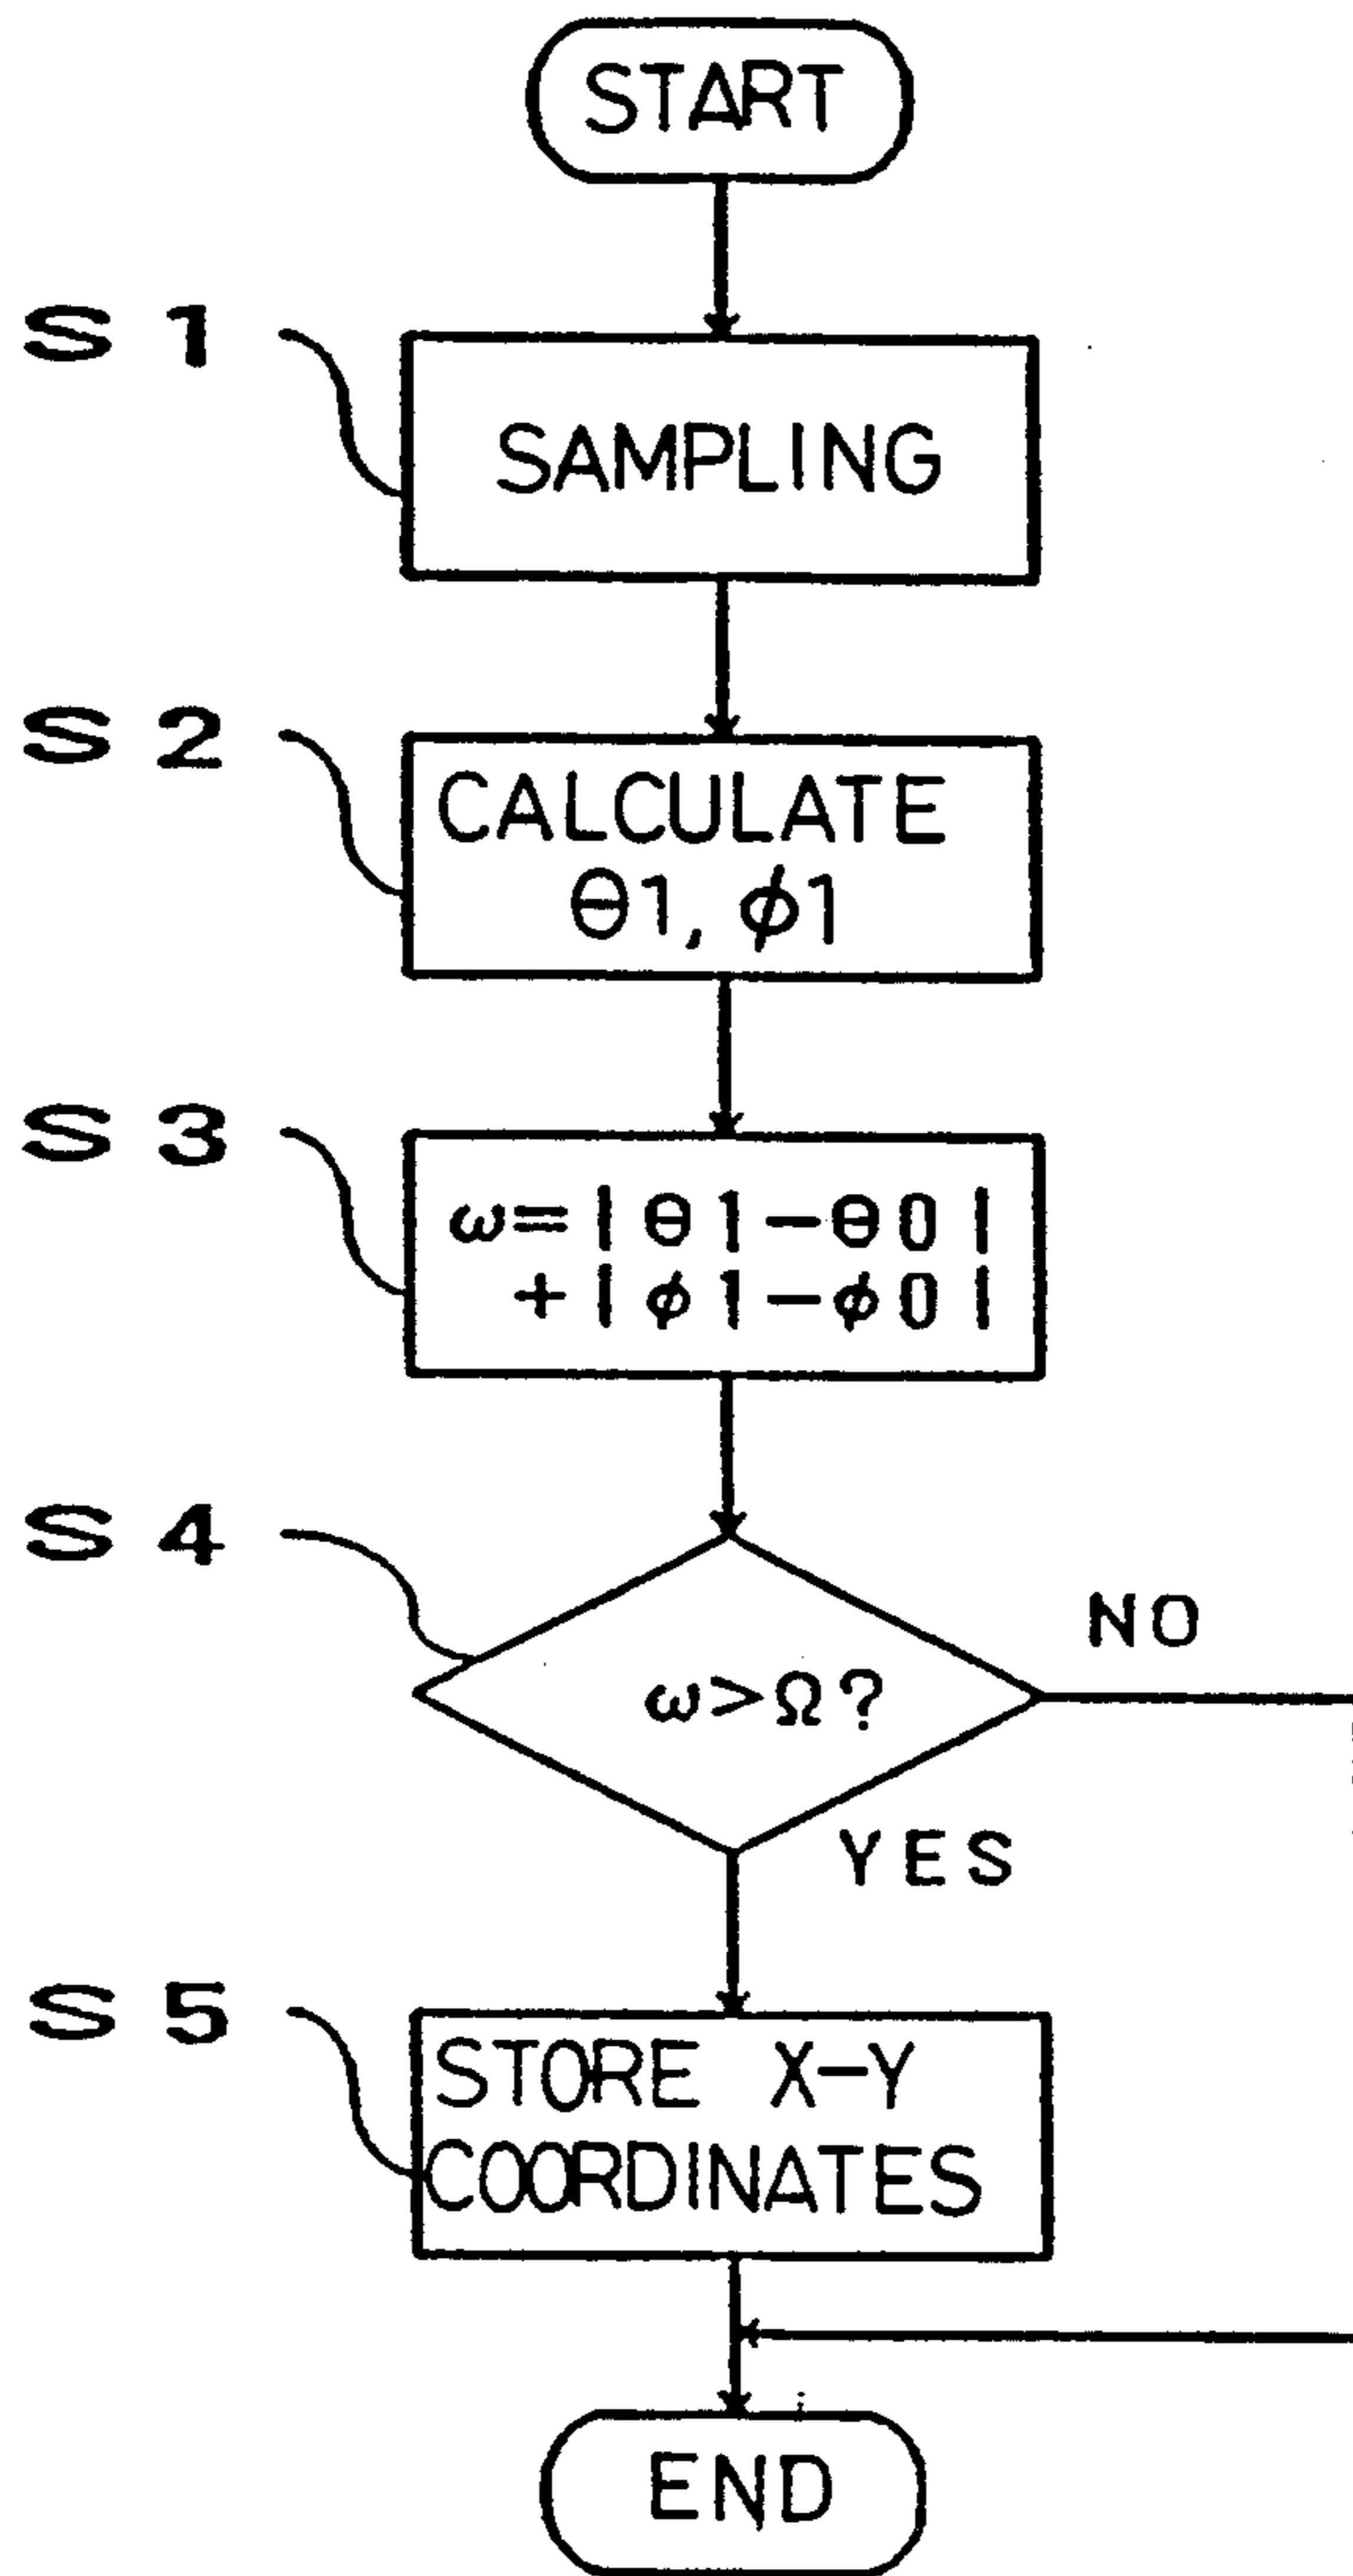 START
S1
SAMPLING
S2
CALCULATE
θ1, ϕ1
S3
ω=|θ1-θ0|
+|ϕ1-ϕ0|
S4
NO
ω>Ω?
YES
S5
STORE X-Y
COORDINATES
END